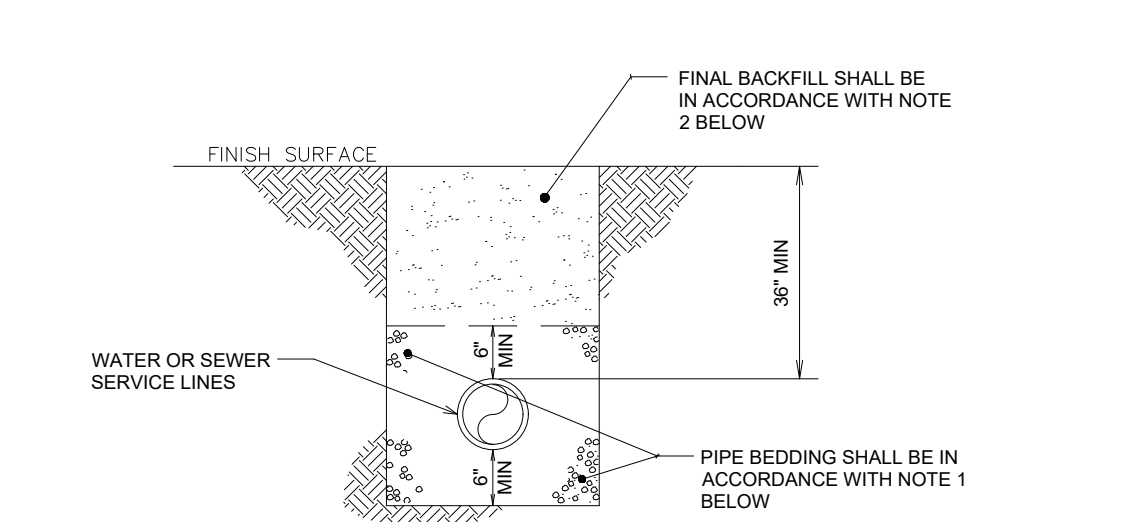 FINAL BACKFILL SHALL BE
IN ACCORDANCE WITH NOTE
2 BELOW
FINISH SURFACE
36" MIN
6"
MIN
WATER OR SEWER
SERVICE LINES
6"
MIN
PIPE BEDDING SHALL BE IN
ACCORDANCE WITH NOTE 1
BELOW